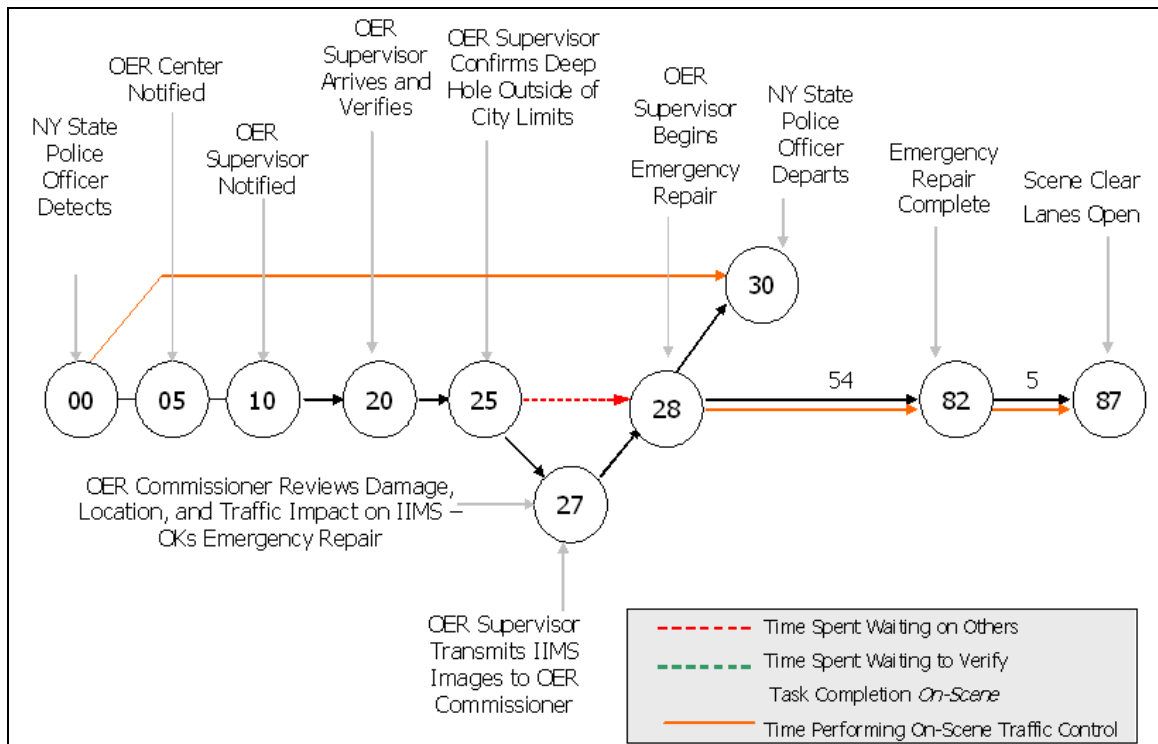 NY State
Police
Officer
Detects
OER Center
Notified
OER
Supervisor
Notified
OER
Supervisor
Arrives and
Verifies
OER Supervisor
Confirms Deep
Hole Outside of
City Limits
OER
Supervisor
Begins
Emergency
Repair
NY State
Police
Officer
Departs
Emergency
Repair
Complete
Scene Clear
Lanes Open
30
00
05
10
20
25
28
54
82
5
87
27
OER Commissioner Reviews Damage,
Location, and Traffic Impact on IIMS –
OKs Emergency Repair
OER Supervisor
Transmits IIMS
Images to OER
Commissioner
Time Spent Waiting on Others
Time Spent Waiting to Verify
Task Completion On-Scene
Time Performing On-Scene Traffic Control